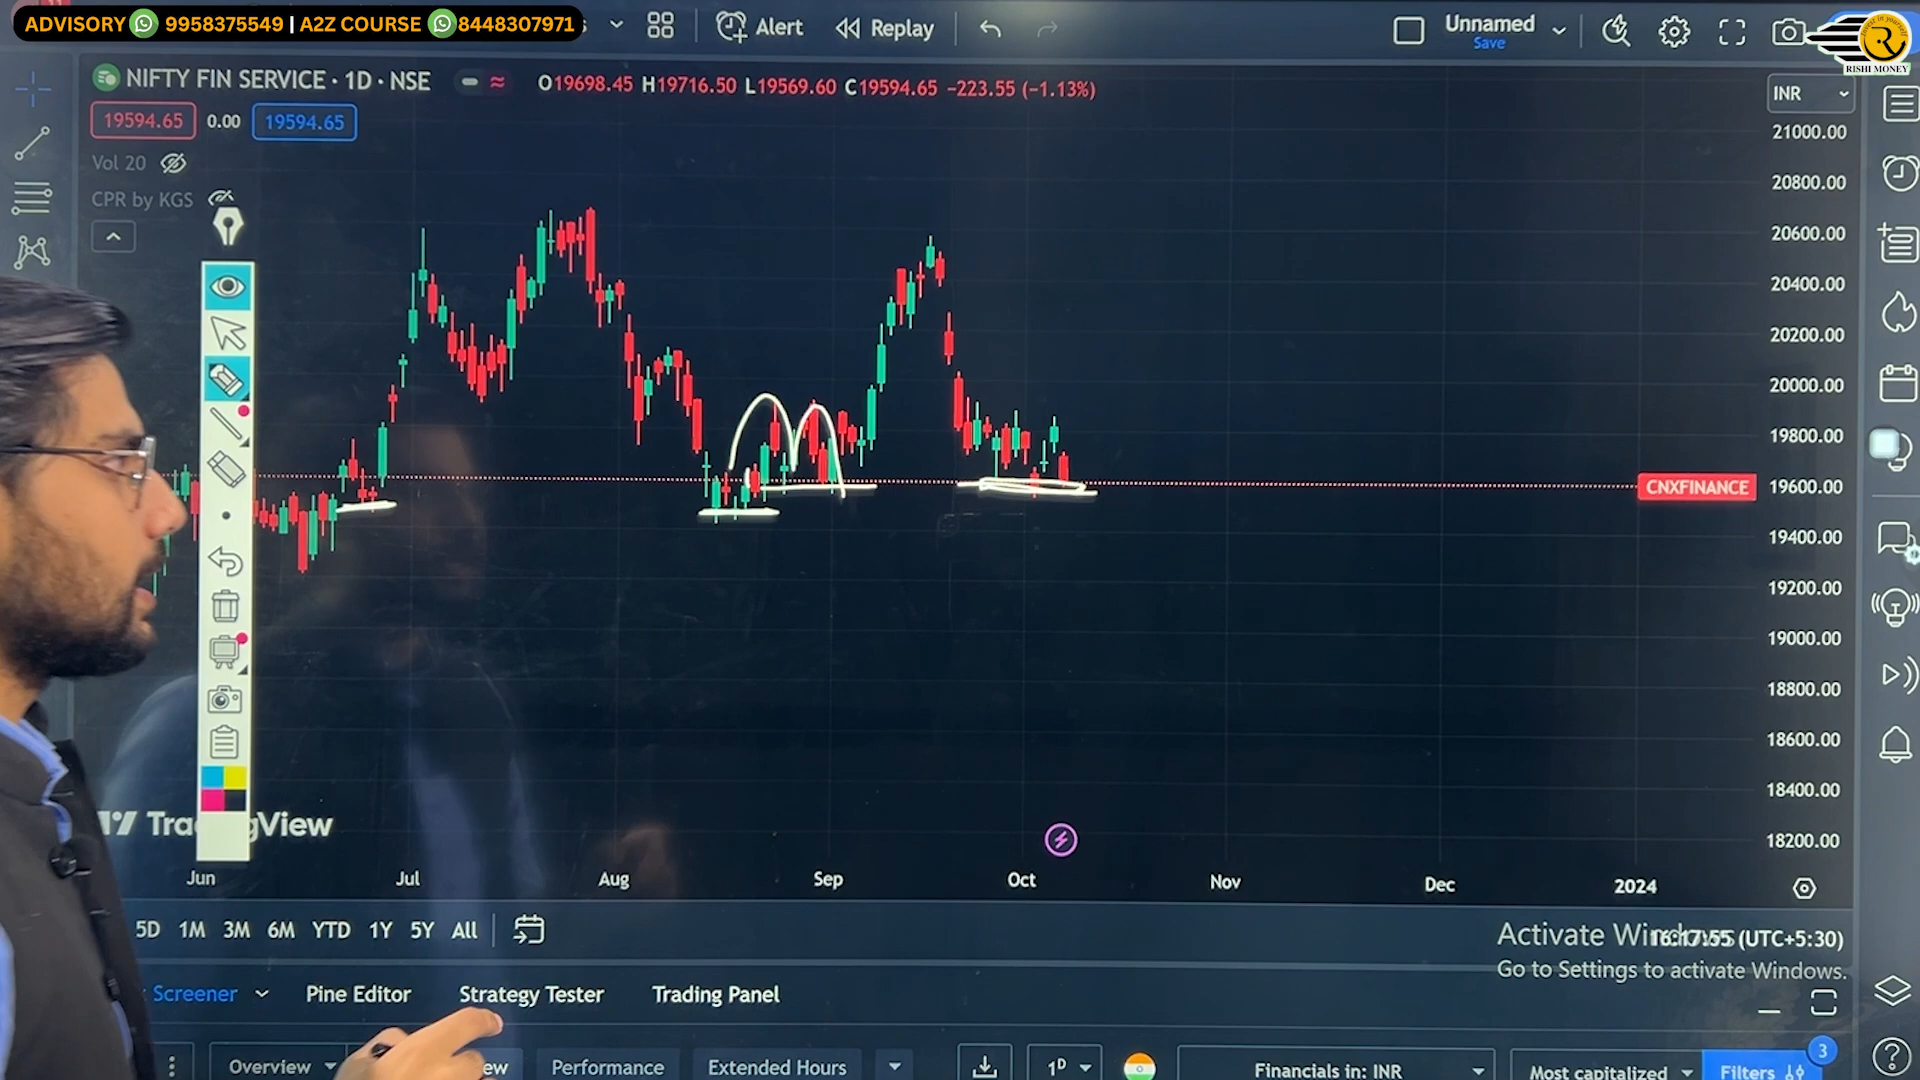 ADVISORY 9958375549 | A2Z COURSE 8448307971
Alert
Replay
Unnamed
Save
RISHI MONEY
NIFTY FIN SERVICE · 1D · NSE
O19698.45 H19716.50 L19569.60 C19594.65 −223.55 (−1.13%)
INR
19594.65 0.00 19594.65
Vol 20
CPR by KGS
21000.00
20800.00
20600.00
20400.00
20200.00
20000.00
19800.00
CNXFINANCE 19600.00
19400.00
19200.00
19000.00
18800.00
18600.00
18400.00
18200.00
TradingView
Jun Jul Aug Sep Oct Nov Dec 2024
5D 1M 3M 6M YTD 1Y 5Y All
Activate Windows
16:17:55 (UTC+5:30)
Go to Settings to activate Windows.
Screener Pine Editor Strategy Tester Trading Panel
Overview Performance Extended Hours 1D Financials in: INR Most capitalized Filters 3